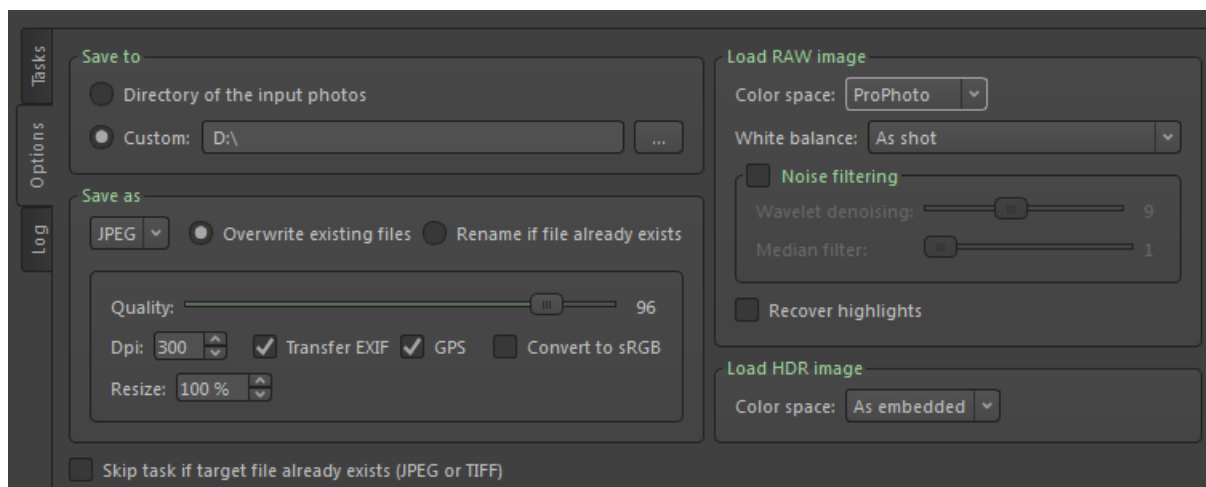 Tasks
Options
Log
Save to
Directory of the input photos
Custom: D:\ ...
Save as
JPEG Overwrite existing files Rename if file already exists
Quality: 96
Dpi: 300 Transfer EXIF GPS Convert to sRGB
Resize: 100 %
Skip task if target file already exists (JPEG or TIFF)
Load RAW image
Color space: ProPhoto
White balance: As shot
Noise filtering
Wavelet denoising: 9
Median filter: 1
Recover highlights
Load HDR image
Color space: As embedded